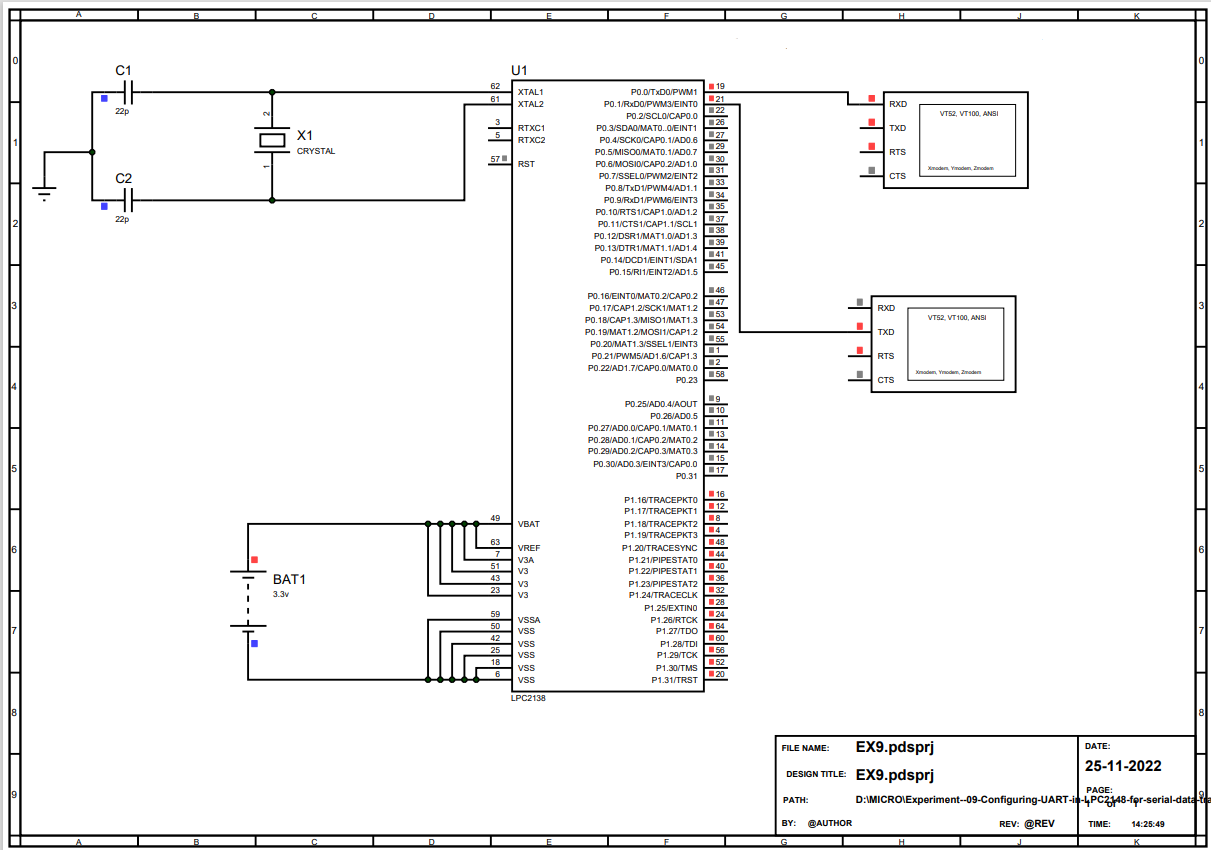 A B C D E F G H J K
0 0
1 1
2 2
3 3
4 4
5 5
6 6
7 7
8 8
9 9
C1
22p
C2
22p
2
1
X1
CRYSTAL
BAT1
3.3v
U1
62 XTAL1
61 XTAL2
3 RTXC1
5 RTXC2
57 RST
49 VBAT
63 VREF
7 V3A
51 V3
43 V3
23 V3
59 VSSA
50 VSS
42 VSS
25 VSS
18 VSS
6 VSS
P0.0/TxD0/PWM1 19
P0.1/RxD0/PWM3/EINT0 21
P0.2/SCL0/CAP0.0 22
P0.3/SDA0/MAT0..0/EINT1 26
P0.4/SCK0/CAP0.1/AD0.6 27
P0.5/MISO0/MAT0.1/AD0.7 29
P0.6/MOSI0/CAP0.2/AD1.0 30
P0.7/SSEL0/PWM2/EINT2 31
P0.8/TxD1/PWM4/AD1.1 33
P0.9/RxD1/PWM6/EINT3 34
P0.10/RTS1/CAP1.0/AD1.2 35
P0.11/CTS1/CAP1.1/SCL1 37
P0.12/DSR1/MAT1.0/AD1.3 38
P0.13/DTR1/MAT1.1/AD1.4 39
P0.14/DCD1/EINT1/SDA1 41
P0.15/RI1/EINT2/AD1.5 45
P0.16/EINT0/MAT0.2/CAP0.2 46
P0.17/CAP1.2/SCK1/MAT1.2 47
P0.18/CAP1.3/MISO1/MAT1.3 53
P0.19/MAT1.2/MOSI1/CAP1.2 54
P0.20/MAT1.3/SSEL1/EINT3 55
P0.21/PWM5/AD1.6/CAP1.3 1
P0.22/AD1.7/CAP0.0/MAT0.0 2
P0.23 58
P0.25/AD0.4/AOUT 9
P0.26/AD0.5 10
P0.27/AD0.0/CAP0.1/MAT0.1 11
P0.28/AD0.1/CAP0.2/MAT0.2 13
P0.29/AD0.2/CAP0.3/MAT0.3 14
P0.30/AD0.3/EINT3/CAP0.0 15
P0.31 17
P1.16/TRACEPKT0 16
P1.17/TRACEPKT1 12
P1.18/TRACEPKT2 8
P1.19/TRACEPKT3 4
P1.20/TRACESYNC 48
P1.21/PIPESTAT0 44
P1.22/PIPESTAT1 40
P1.23/PIPESTAT2 36
P1.24/TRACECLK 32
P1.25/EXTIN0 28
P1.26/RTCK 24
P1.27/TDO 64
P1.28/TDI 60
P1.29/TCK 56
P1.30/TMS 52
P1.31/TRST 20
LPC2138
RXD
TXD
RTS
CTS
VT52, VT100, ANSI
Xmodem, Ymodem, Zmodem
RXD
TXD
RTS
CTS
VT52, VT100, ANSI
Xmodem, Ymodem, Zmodem
FILE NAME: EX9.pdsprj
DESIGN TITLE: EX9.pdsprj
PATH: D:\MICRO\Experiment--09-Configuring-UART-in-LPC2148-for-serial-data-tra
BY: @AUTHOR REV: @REV
DATE:
25-11-2022
PAGE:
of
TIME: 14:25:49
A B C D E F G H J K